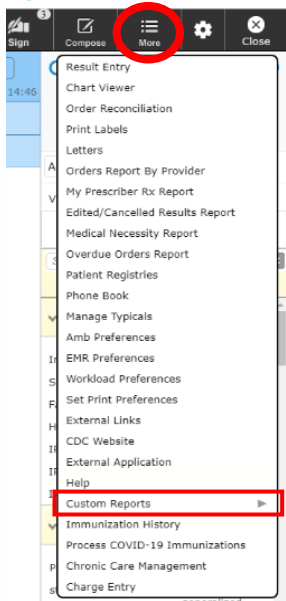 3
Sign
Compose
More
Close
14:46
Result Entry
Chart Viewer
Order Reconciliation
Print Labels
Letters
Orders Report By Provider
My Prescriber Rx Report
Edited/Cancelled Results Report
Medical Necessity Report
Overdue Orders Report
Patient Registries
Phone Book
Manage Typicals
Amb Preferences
EMR Preferences
Workload Preferences
Set Print Preferences
External Links
CDC Website
External Application
Help
Custom Reports
Immunization History
Process COVID-19 Immunizations
Chronic Care Management
Charge Entry